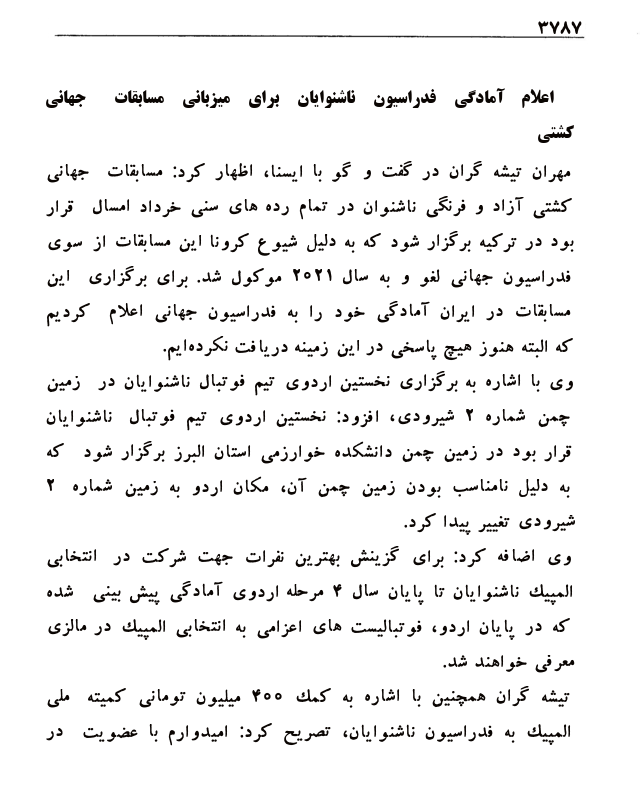 ۳۷۸۷
اعلام آمادگی فدراسیون ناشنوایان برای میزبانی مسابقات جهانی
کشتی
مهران تیشه گران در گفت و گو با ایسنا، اظهار کرد: مسابقات جهانی
کشتی آزاد و فرنگی ناشنوان در تمام رده های سنی خرداد امسال قرار
بود در ترکیه برگزار شود که به دلیل شیوع کرونا این مسابقات از سوی
فدراسیون جهانی لغو و به سال ۲۰۲۱ موکول شد. برای برگزاری این
مسابقات در ایران آمادگی خود را به فدراسیون جهانی اعلام کردیم
که البته هنوز هیچ پاسخی در این زمینه دریافت نکرده‌ایم.
وی با اشاره به برگزاری نخستین اردوی تیم فوتبال ناشنوایان در زمین
چمن شماره ۲ شیرودی، افزود: نخستین اردوی تیم فوتبال ناشنوایان
قرار بود در زمین چمن دانشکده خوارزمی استان البرز برگزار شود که
به دلیل نامناسب بودن زمین چمن آن، مکان اردو به زمین شماره ۲
شیرودی تغییر پیدا کرد.
وی اضافه کرد: برای گزینش بهترین نفرات جهت شرکت در انتخابی
المپیک ناشنوایان تا پایان سال ۴ مرحله اردوی آمادگی پیش بینی شده
که در پایان اردو، فوتبالیست های اعزامی به انتخابی المپیک در مالزی
معرفی خواهند شد.
تیشه گران همچنین با اشاره به کمک ۴۰۰ میلیون تومانی کمیته ملی
المپیک به فدراسیون ناشنوایان، تصریح کرد: امیدوارم با عضویت در